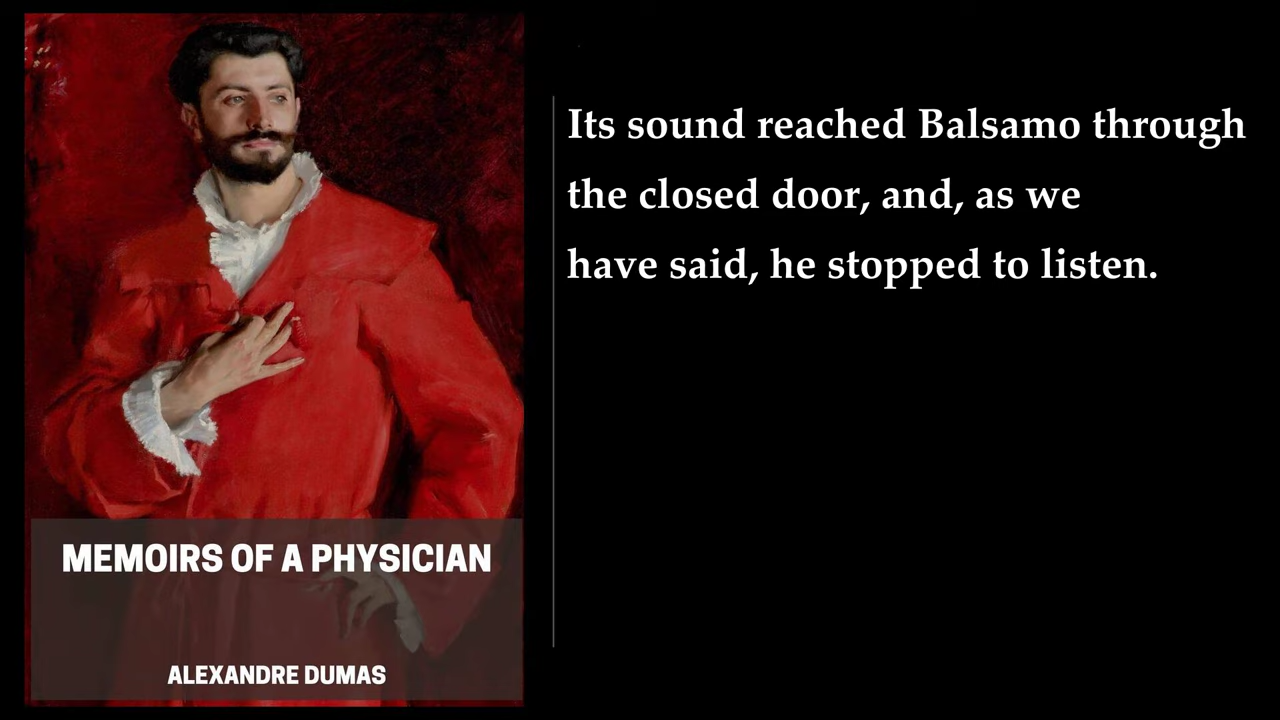 Its sound reached Balsamo through
the closed door, and, as we
have said, he stopped to listen.
MEMOIRS OF A PHYSICIAN
ALEXANDRE DUMAS